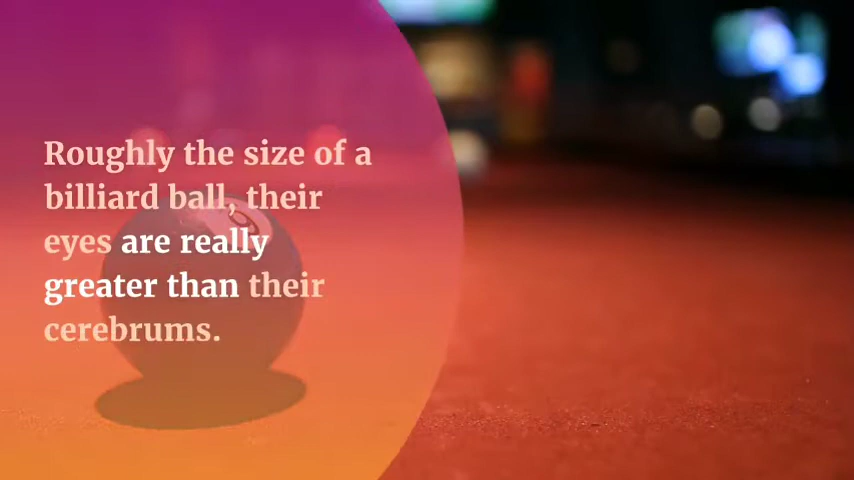 Roughly the size of a
billiard ball, their
eyes are really
greater than their
cerebrums.